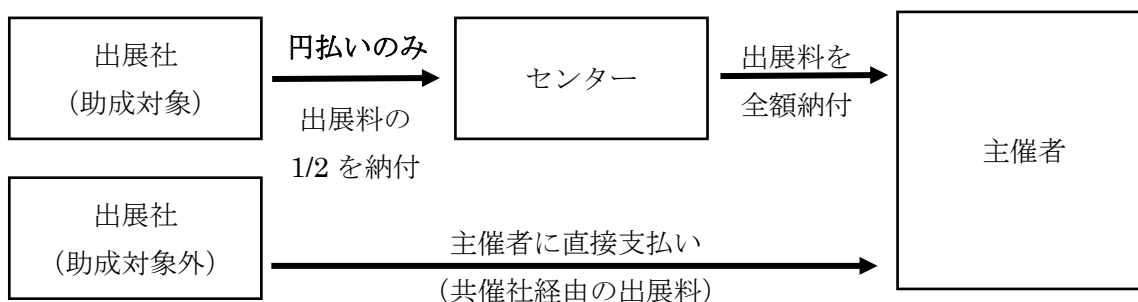 出展社
（助成対象）
円払いのみ
出展料の
1/2 を納付
センター
出展料を
全額納付
主催者
出展社
（助成対象外）
主催者に直接支払い
（共催社経由の出展料）